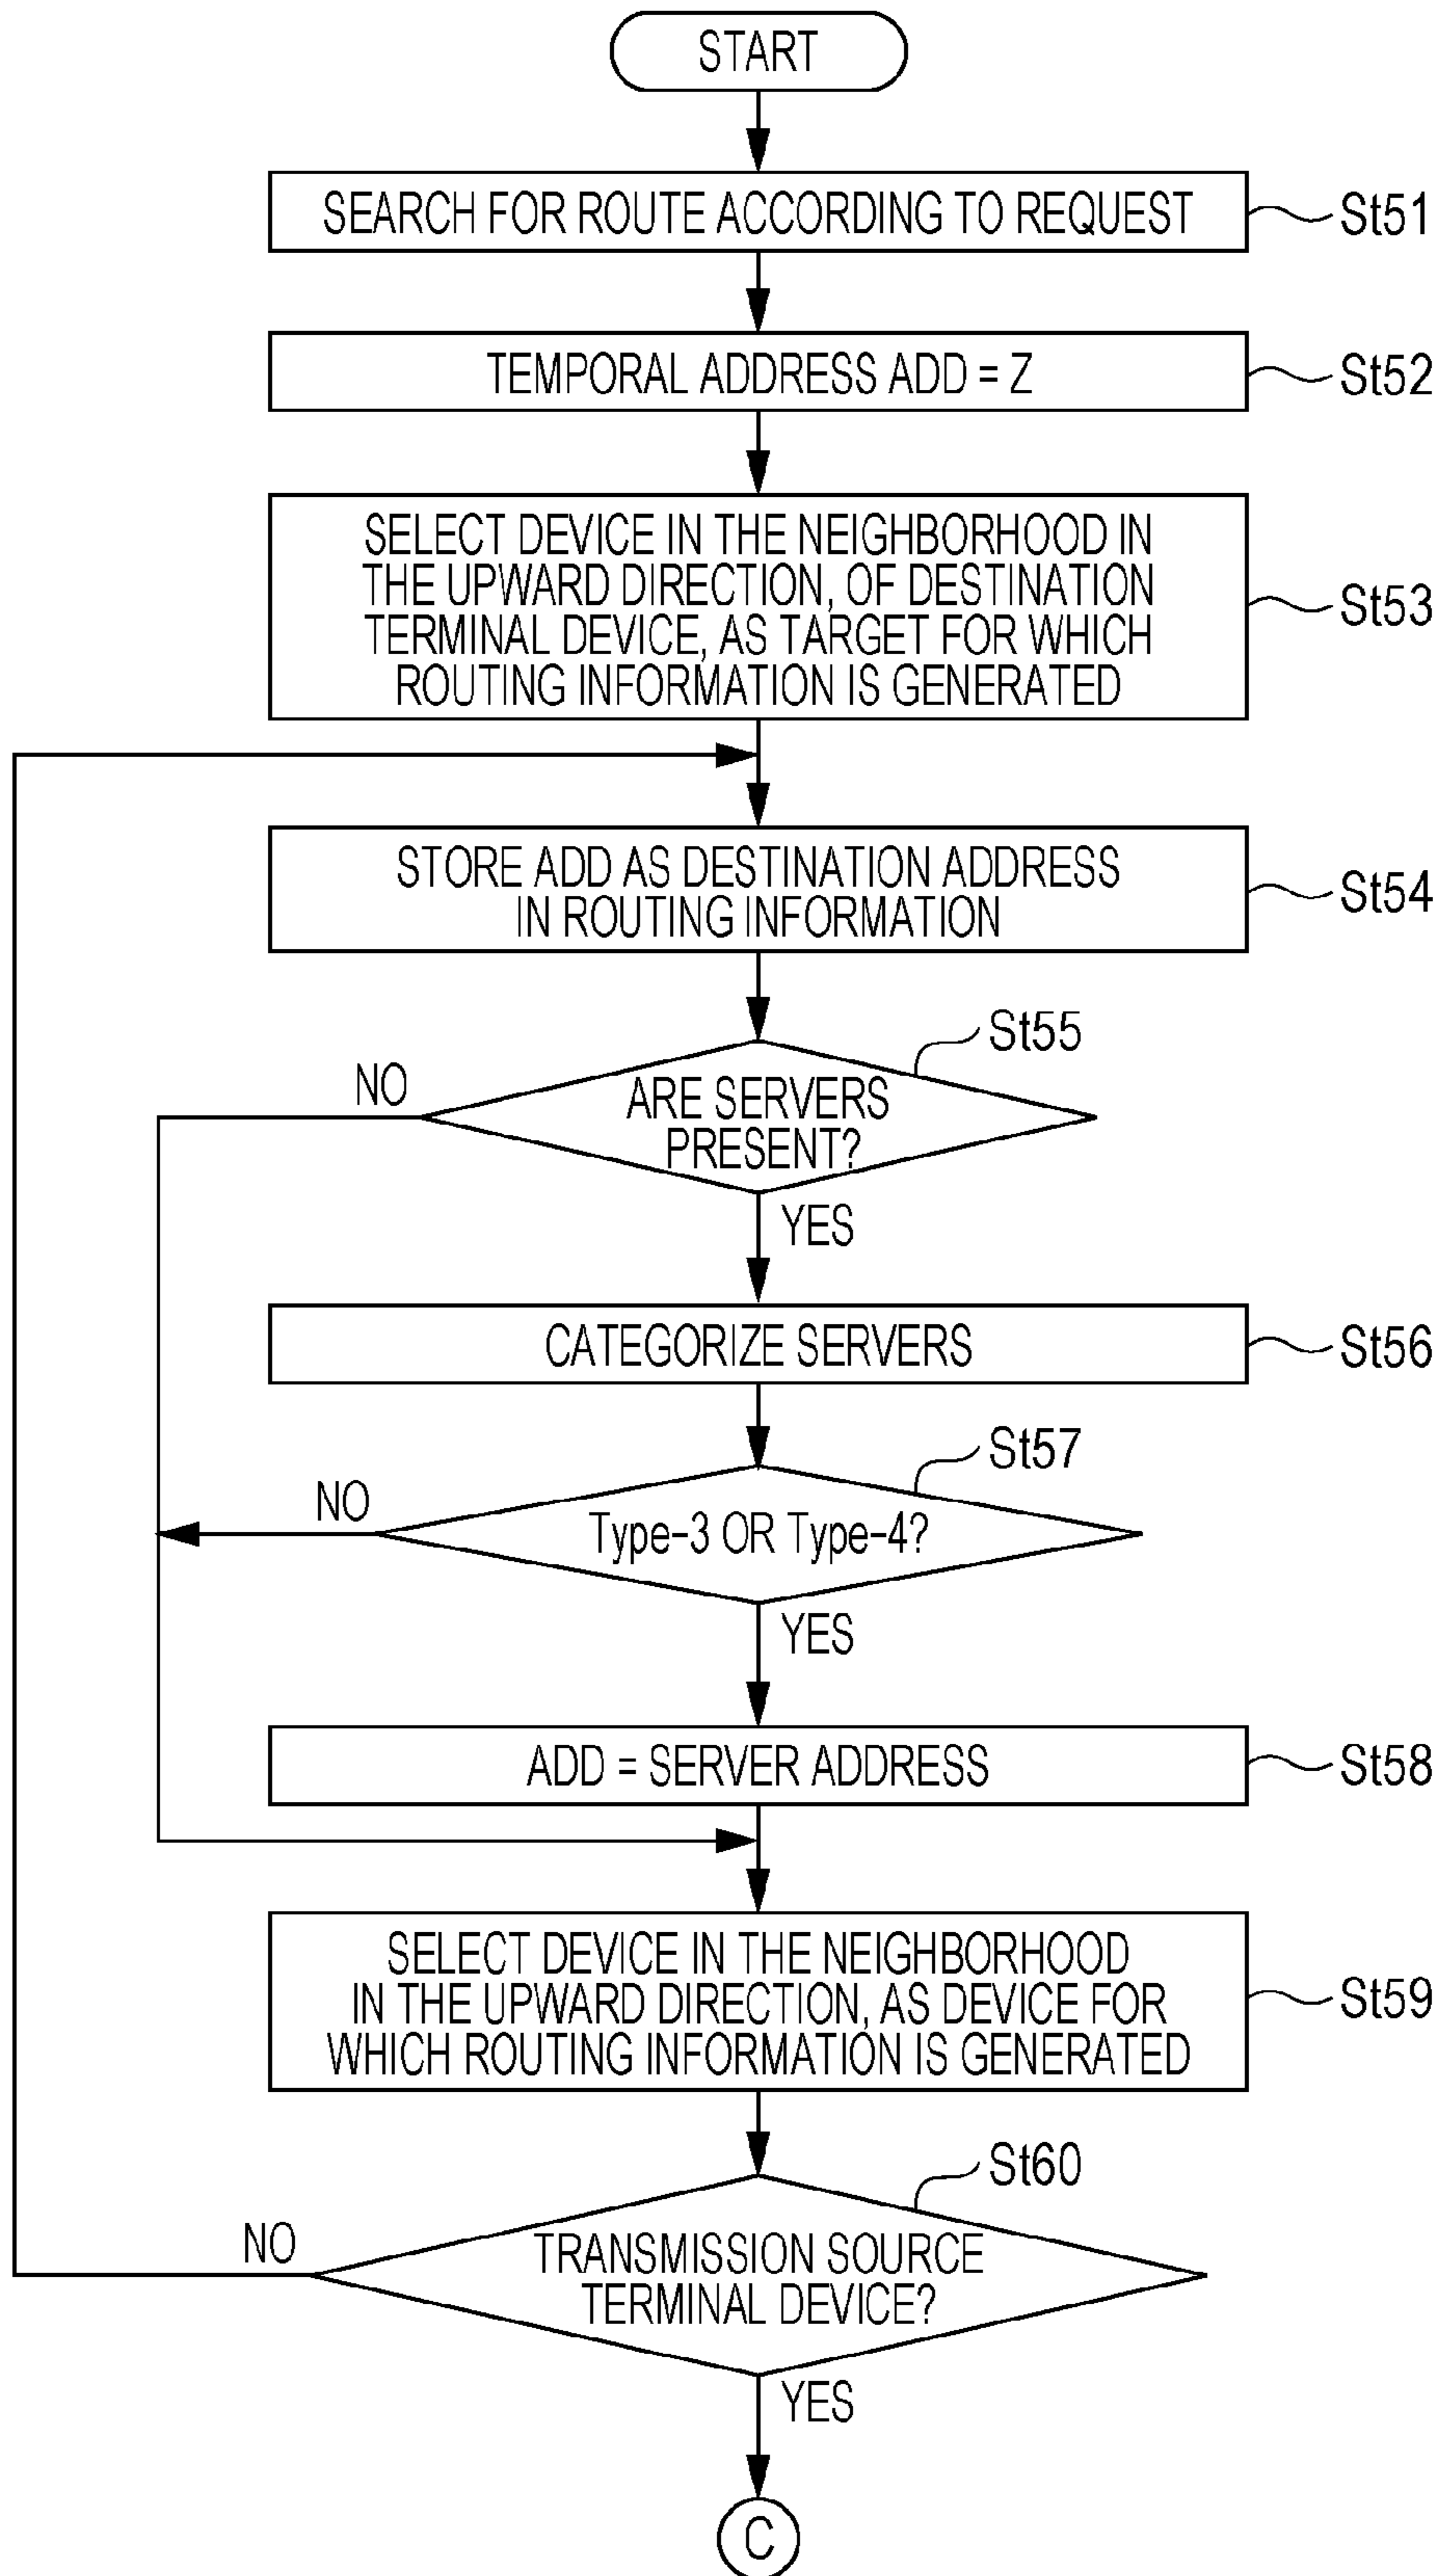 START
SEARCH FOR ROUTE ACCORDING TO REQUEST
St51
TEMPORAL ADDRESS ADD = Z
St52
SELECT DEVICE IN THE NEIGHBORHOOD IN
THE UPWARD DIRECTION, OF DESTINATION
TERMINAL DEVICE, AS TARGET FOR WHICH
ROUTING INFORMATION IS GENERATED
St53
STORE ADD AS DESTINATION ADDRESS
IN ROUTING INFORMATION
St54
St55
NO
ARE SERVERS
PRESENT?
YES
CATEGORIZE SERVERS
St56
St57
NO
Type-3 OR Type-4?
YES
ADD = SERVER ADDRESS
St58
SELECT DEVICE IN THE NEIGHBORHOOD
IN THE UPWARD DIRECTION, AS DEVICE FOR
WHICH ROUTING INFORMATION IS GENERATED
St59
St60
NO
TRANSMISSION SOURCE
TERMINAL DEVICE?
YES
C